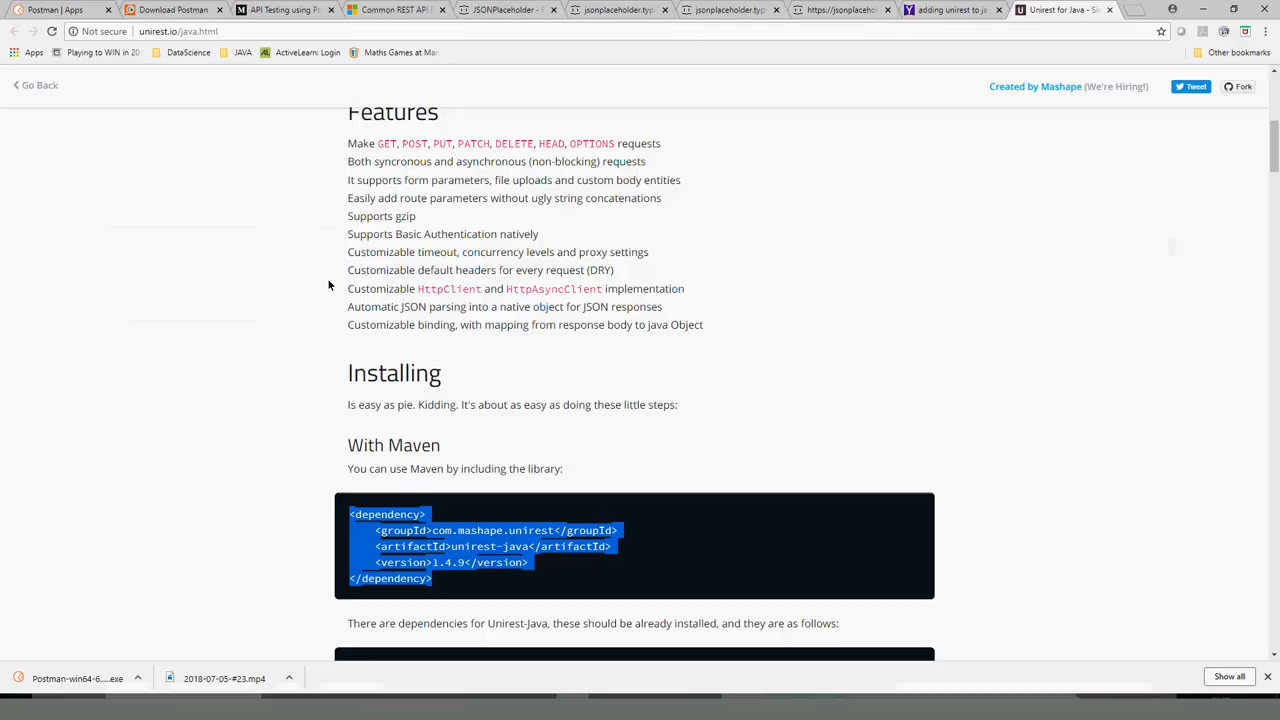 Postman | Apps
Download Postman
API Testing using Po
Common REST API
JSONPlaceholder - F
jsonplaceholder.typ
jsonplaceholder.typ
https://jsonplacehol
adding unirest to ja
Unirest for Java - Si
Not secure | unirest.io/java.html
Apps
Playing to WIN in 20
DataScience
JAVA
ActiveLearn: Login
Maths Games at Man
Other bookmarks
Go Back
Created by Mashape (We're Hiring!)
Tweet
Fork
Features
Make GET, POST, PUT, PATCH, DELETE, HEAD, OPTIONS requests
Both syncronous and asynchronous (non-blocking) requests
It supports form parameters, file uploads and custom body entities
Easily add route parameters without ugly string concatenations
Supports gzip
Supports Basic Authentication natively
Customizable timeout, concurrency levels and proxy settings
Customizable default headers for every request (DRY)
Customizable HttpClient and HttpAsyncClient implementation
Automatic JSON parsing into a native object for JSON responses
Customizable binding, with mapping from response body to java Object
Installing
Is easy as pie. Kidding. It's about as easy as doing these little steps:
With Maven
You can use Maven by including the library:
<dependency>
<groupId>com.mashape.unirest</groupId>
<artifactId>unirest-java</artifactId>
<version>1.4.9</version>
</dependency>
There are dependencies for Unirest-Java, these should be already installed, and they are as follows:
Postman-win64-6.....exe
2018-07-05-#23.mp4
Show all